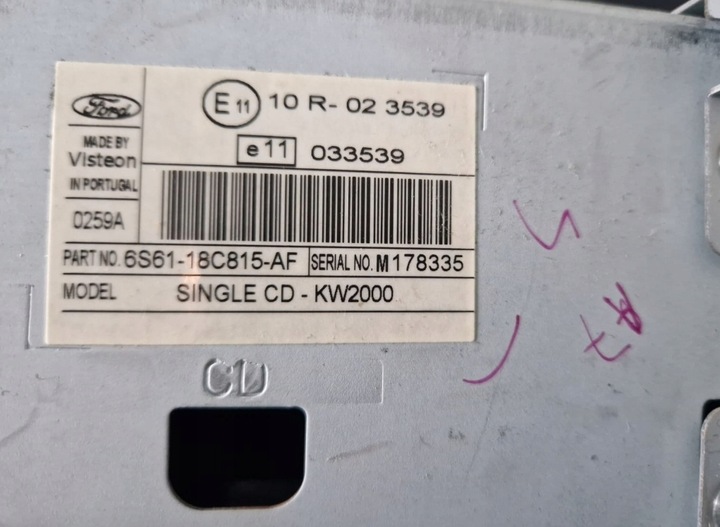 Ford
E 11 10 R- 02 3539
MADE BY
Visteon
IN PORTUGAL
e 11 033539
0259A
PART NO. 6S61-18C815-AF SERIAL NO. M178335
MODEL SINGLE CD - KW2000
CD
A7